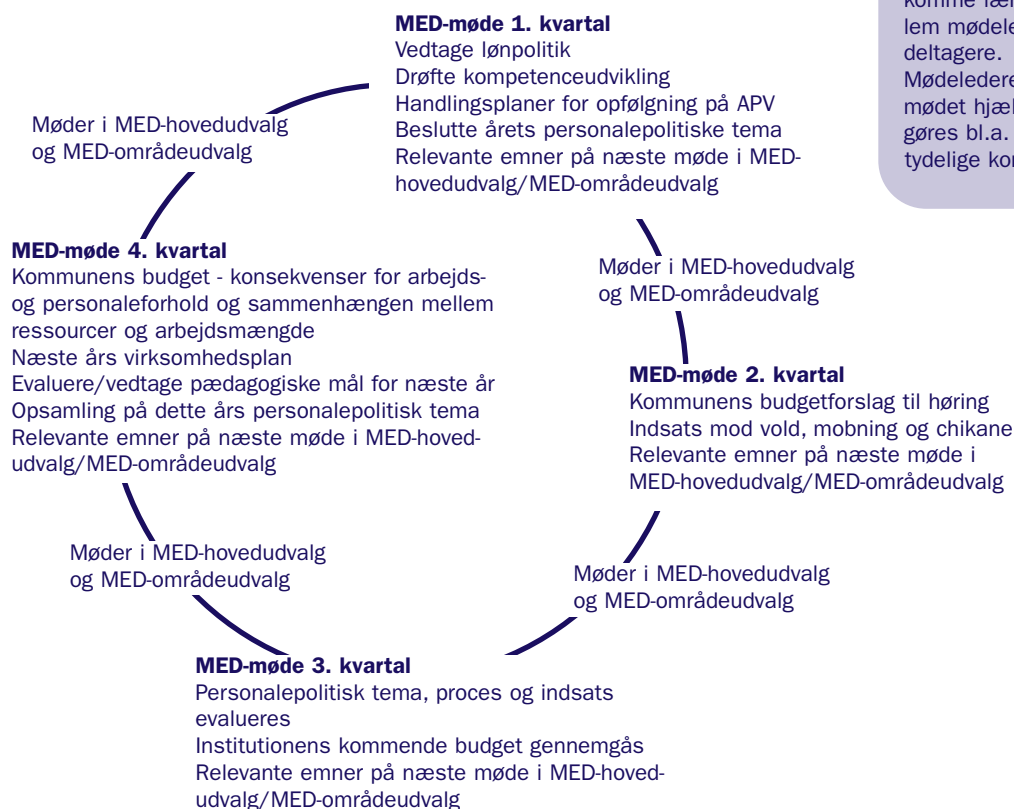 MED-møde 1. kvartal
Vedtage lønpolitik
Drøfte kompetenceudvikling
Handlingsplaner for opfølgning på APV
Beslutte årets personalepolitiske tema
Relevante emner på næste møde i MED-
hovedudvalg/MED-områdeudvalg
lem mødele
deltagere.
Mødeledere
mødet hjæl
gøres bl.a.
tydelige kor
Møder i MED-hovedudvalg
og MED-områdeudvalg
Møder i MED-hovedudvalg
og MED-områdeudvalg
MED-møde 2. kvartal
Kommunens budgetforslag til høring
Indsats mod vold, mobning og chikane
Relevante emner på næste møde i
MED-hovedudvalg/MED-områdeudvalg
Møder i MED-hovedudvalg
og MED-områdeudvalg
MED-møde 3. kvartal
Personalepolitisk tema, proces og indsats
evalueres
Institutionens kommende budget gennemgås
Relevante emner på næste møde i MED-hoved-
udvalg/MED-områdeudvalg
Møder i MED-hovedudvalg
og MED-områdeudvalg
MED-møde 4. kvartal
Kommunens budget - konsekvenser for arbejds-
og personaleforhold og sammenhængen mellem
ressourcer og arbejdsmængde
Næste års virksomhedsplan
Evaluere/vedtage pædagogiske mål for næste år
Opsamling på dette års personalepolitisk tema
Relevante emner på næste møde i MED-hoved-
udvalg/MED-områdeudvalg